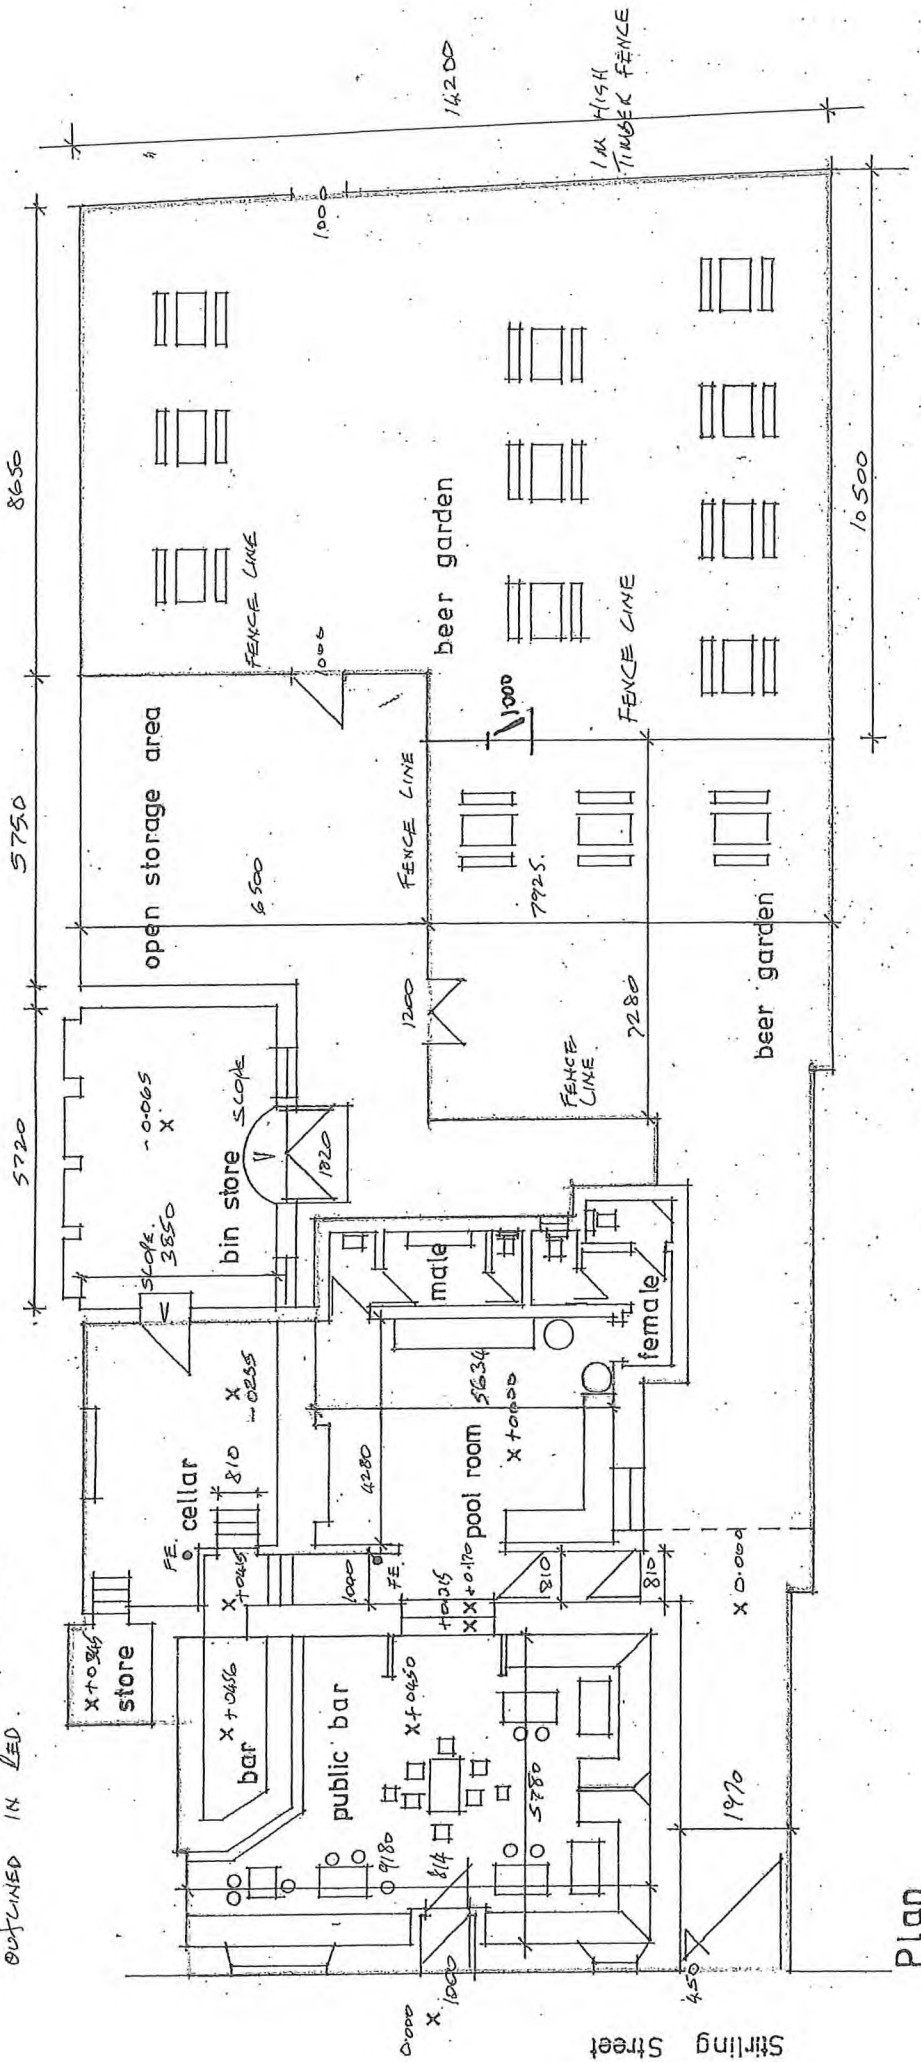 OUTLINED IN RED.
5720
5750
8650
14200
1M HIGH
TIMBER FENCE
100
1000
FENCE LINE
open storage area
6500
FENCE LINE
beer garden
1000
FENCE LINE
7925.
7280
1200
FENCE
LINE.
beer garden
10500
-0.065
X
SLOPE.
3850
bin store
SLOPE
V
1820
V
male
female
X
-0.235
810
FE.
cellar
4280
5634
pool room
X +0.000
1000
FE.
X +0.415
+0.215
XX +0.170
810
810
X 0.000
store
X +0.456
bar
public bar
X +0.450
9180
814
5780
1970
450
0.000
X
1000
Stirling
Street
Plan